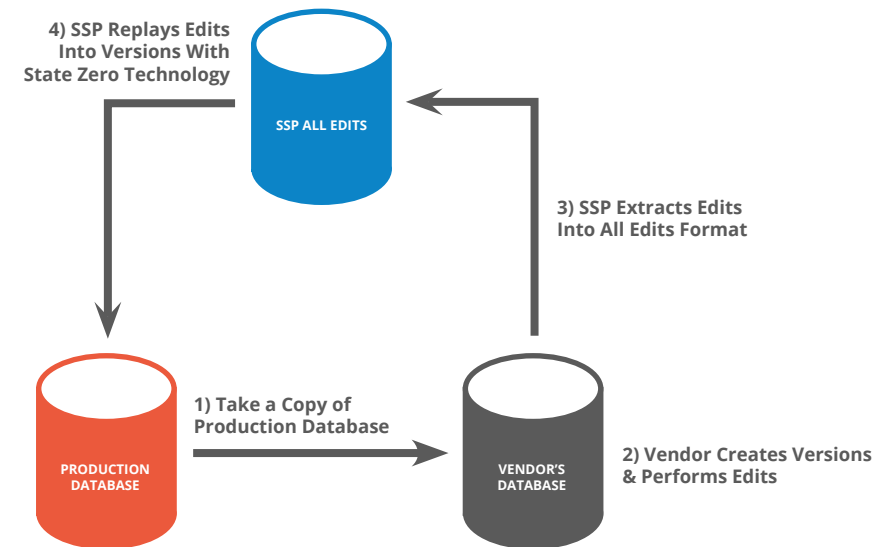 4) SSP Replays Edits
Into Versions With
State Zero Technology
SSP ALL EDITS
3) SSP Extracts Edits
Into All Edits Format
1) Take a Copy of
Production Database
PRODUCTION
DATABASE
VENDOR'S
DATABASE
2) Vendor Creates Versions
& Performs Edits